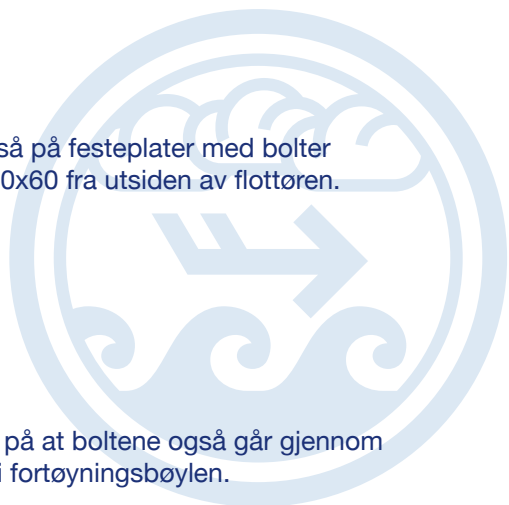 så på festeplater med bolter
0x60 fra utsiden av flottøren.
på at boltene også går gjennom
i fortøyningsbøylen.